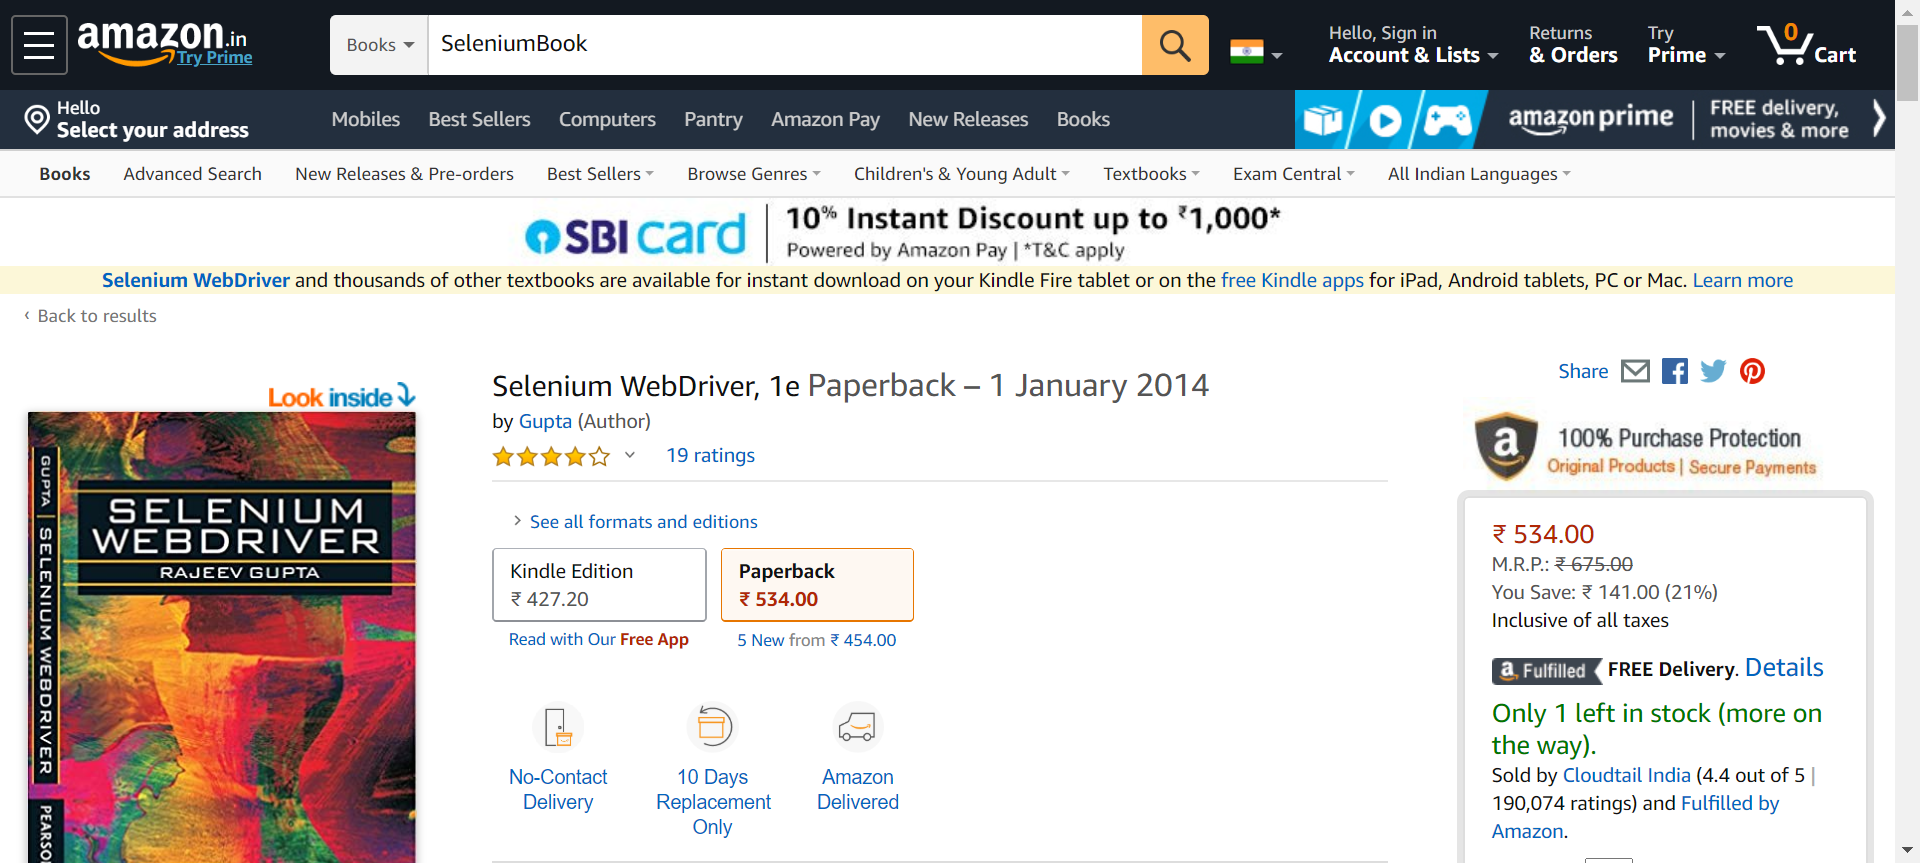 amazon.in
Try Prime
Books
SeleniumBook
Hello, Sign in
Account & Lists
Returns
& Orders
Try
Prime
0
Cart
Hello
Select your address
Mobiles
Best Sellers
Computers
Pantry
Amazon Pay
New Releases
Books
amazon prime
FREE delivery,
movies & more
Books
Advanced Search
New Releases & Pre-orders
Best Sellers
Browse Genres
Children's & Young Adult
Textbooks
Exam Central
All Indian Languages
SBI card
10% Instant Discount up to ₹1,000*
Powered by Amazon Pay | *T&C apply
Selenium WebDriver and thousands of other textbooks are available for instant download on your Kindle Fire tablet or on the free Kindle apps for iPad, Android tablets, PC or Mac. Learn more
‹ Back to results
Look inside
GUPTA
SELENIUM WEBDRIVER
PEARSO
SELENIUM
WEBDRIVER
RAJEEV GUPTA
Selenium WebDriver, 1e Paperback – 1 January 2014
by Gupta (Author)
19 ratings
See all formats and editions
Kindle Edition
₹ 427.20
Read with Our Free App
Paperback
₹ 534.00
5 New from ₹ 454.00
No-Contact
Delivery
10 Days
Replacement
Only
Amazon
Delivered
Share
a
100% Purchase Protection
Original Products | Secure Payments
₹ 534.00
M.R.P.: ₹ 675.00
You Save: ₹ 141.00 (21%)
Inclusive of all taxes
a Fulfilled FREE Delivery. Details
Only 1 left in stock (more on
the way).
Sold by Cloudtail India (4.4 out of 5 |
190,074 ratings) and Fulfilled by
Amazon.